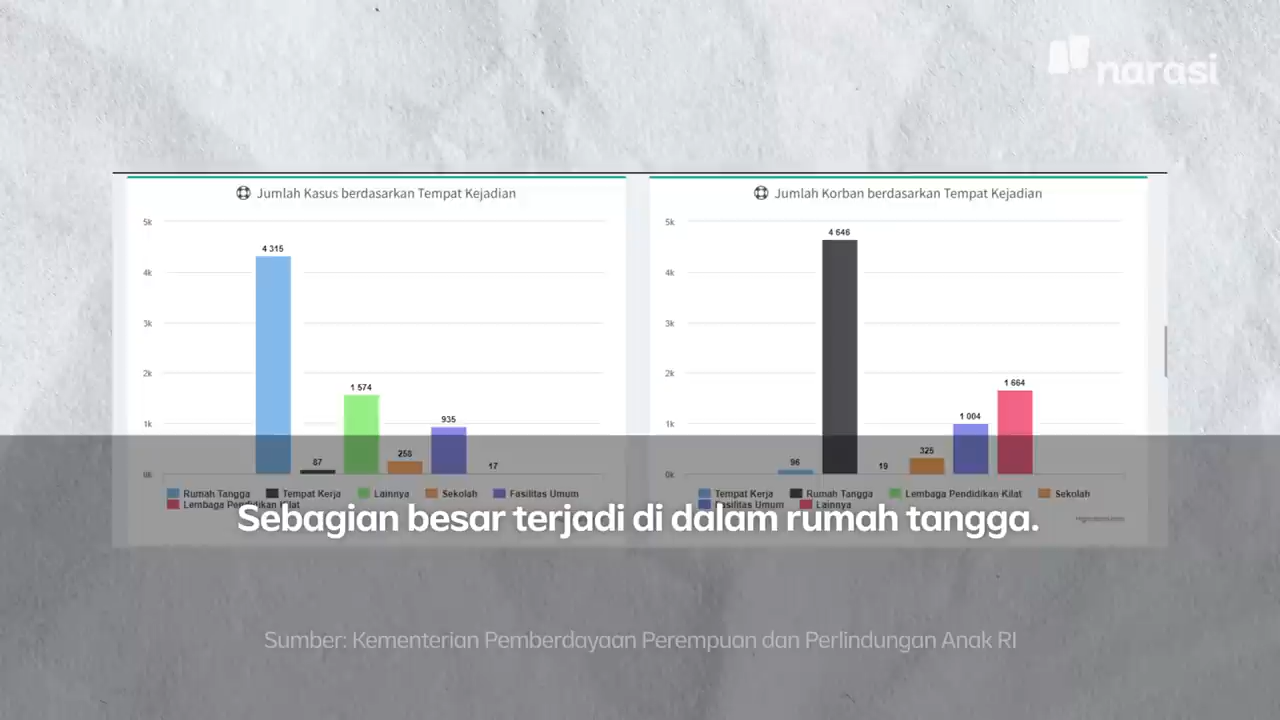 narasi
Jumlah Kasus berdasarkan Tempat Kejadian
5k
4k
3k
2k
1k
0k
4 315
87
1 574
258
935
17
Rumah Tangga
Tempat Kerja
Lainnya
Sekolah
Fasilitas Umum
Lembaga Pendidikan Kilat
Jumlah Korban berdasarkan Tempat Kejadian
5k
4k
3k
2k
1k
0k
96
4 646
19
325
1 004
1 664
Tempat Kerja
Rumah Tangga
Lembaga Pendidikan Kilat
Sekolah
Fasilitas Umum
Lainnya
Sebagian besar terjadi di dalam rumah tangga.
Sumber: Kementerian Pemberdayaan Perempuan dan Perlindungan Anak RI